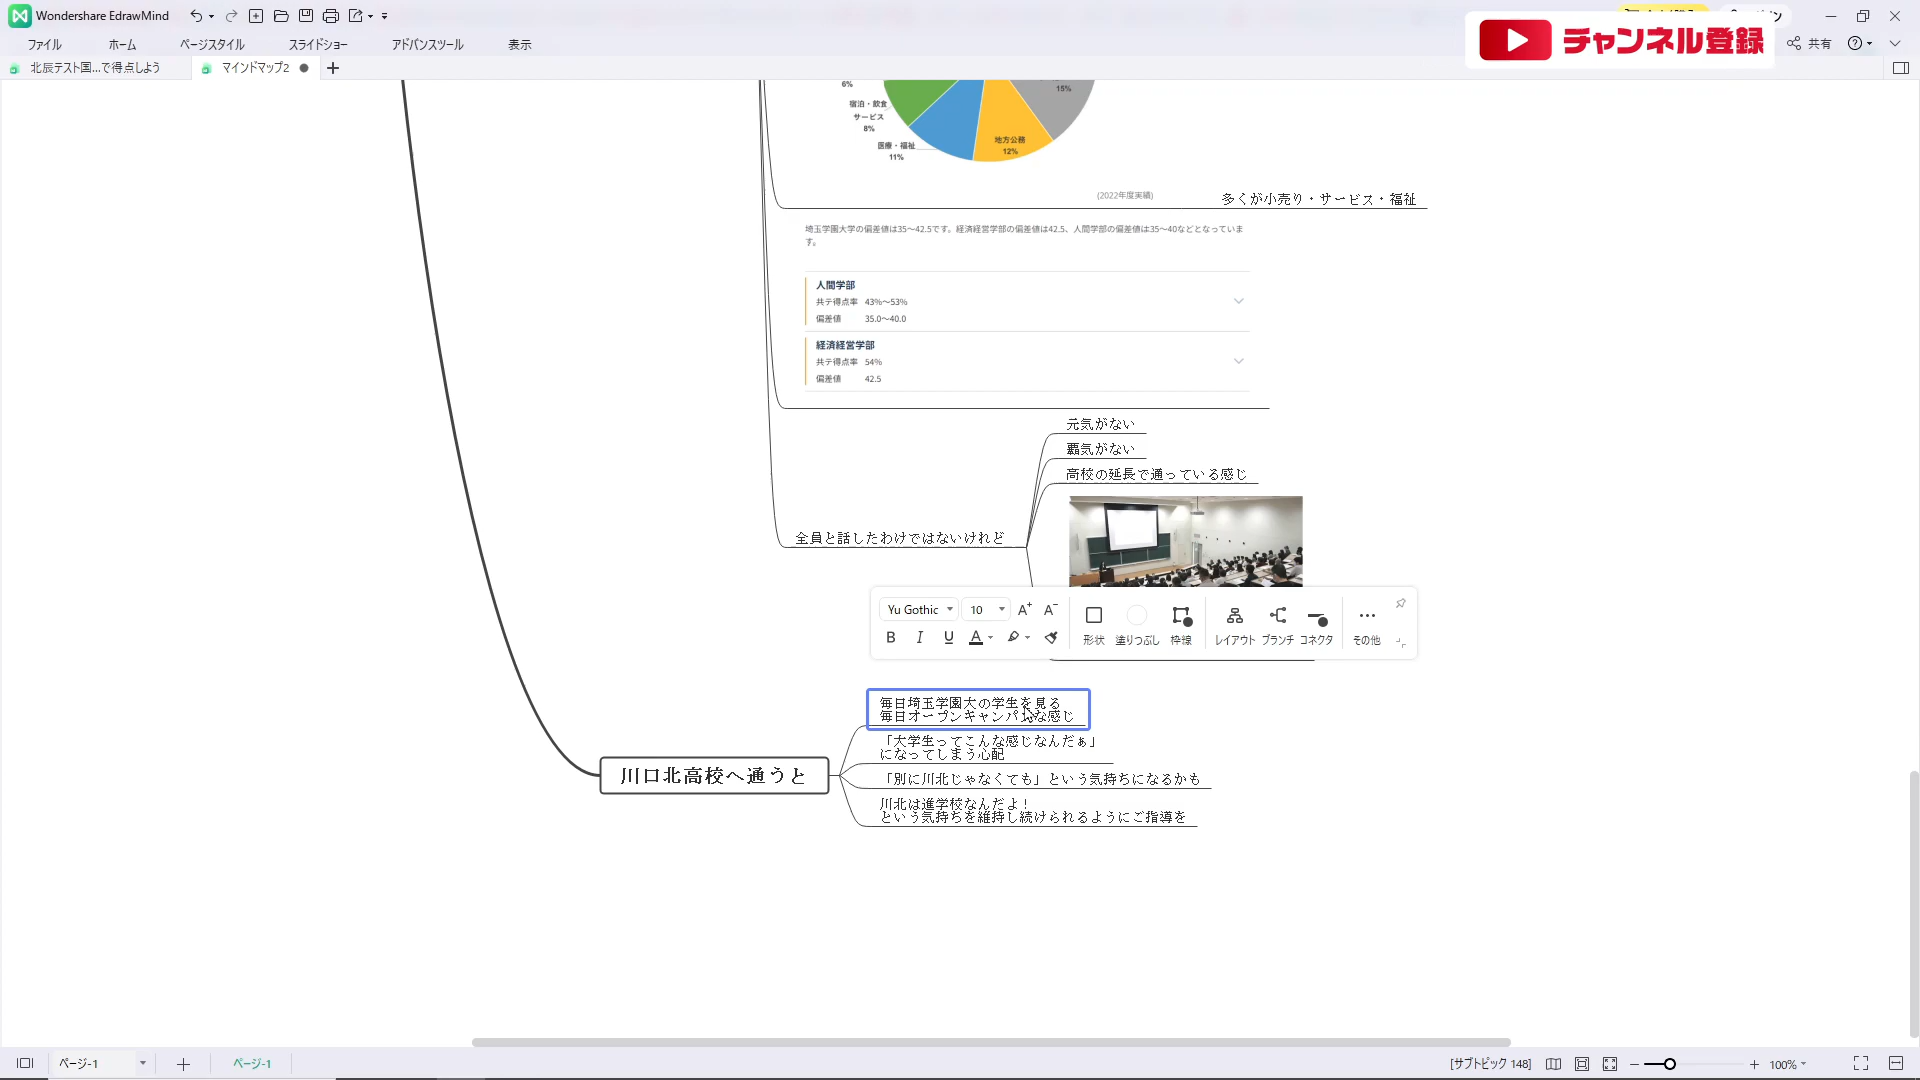 Wondershare EdrawMind
チャンネル登録
共有
ファイル
ホーム
ページスタイル
スライドショー
アドバンスツール
表示
北辰テスト国...で得点しよう
マインドマップ2
6%
15%
宿泊・飲食
サービス
8%
医療・福祉
11%
地方公務
12%
(2022年度実績)
多くが小売り・サービス・福祉
埼玉学園大学の偏差値は35～42.5です。経済経営学部の偏差値は42.5、人間学部の偏差値は35～40などとなっていま
す。
人間学部
共テ得点率 43%～53%
偏差値 35.0～40.0
経済経営学部
共テ得点率 54%
偏差値 42.5
元気がない
覇気がない
高校の延長で通っている感じ
全員と話したわけではないけれど
Yu Gothic
10
A+
A-
B
I
U
A
形状
塗りつぶし
枠線
レイアウト
ブランチ
コネクタ
その他
毎日埼玉学園大の学生を見る
毎日オープンキャンパスな感じ
「大学生ってこんな感じなんだぁ」
になってしまう心配
川口北高校へ通うと
「別に川北じゃなくても」という気持ちになるかも
川北は進学校なんだよ！
という気持ちを維持し続けられるようにご指導を
ページ-1
ページ-1
[サブトピック 148]
100%